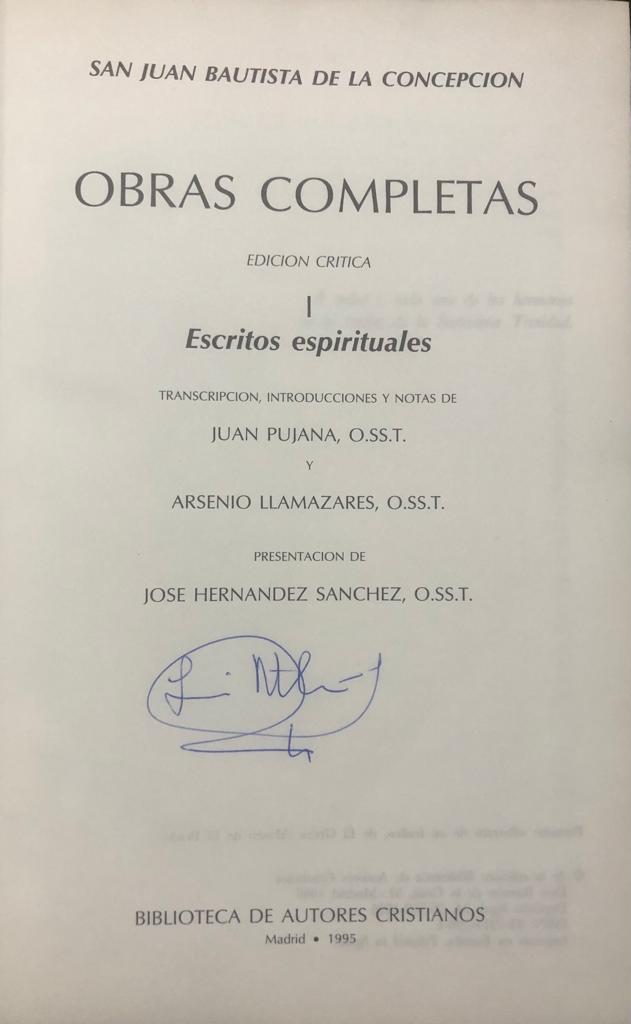 SAN JUAN BAUTISTA DE LA CONCEPCION
OBRAS COMPLETAS
EDICION CRITICA
I
Escritos espirituales
TRANSCRIPCION, INTRODUCCIONES Y NOTAS DE
JUAN PUJANA, O.SS.T.
Y
ARSENIO LLAMAZARES, O.SS.T.
PRESENTACION DE
JOSE HERNANDEZ SANCHEZ, O.SS.T.
BIBLIOTECA DE AUTORES CRISTIANOS
Madrid • 1995